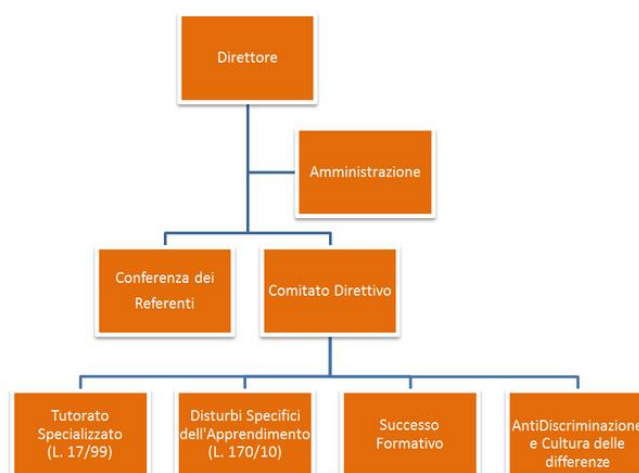 Direttore
Amministrazione
Conferenza dei
Referenti
Comitato Direttivo
Tutorato
Specializzato
(L. 17/99)
Disturbi Specifici
dell'Apprendimento
(L. 170/10)
Successo
Formativo
AntiDiscriminazione
e Cultura delle
differenze